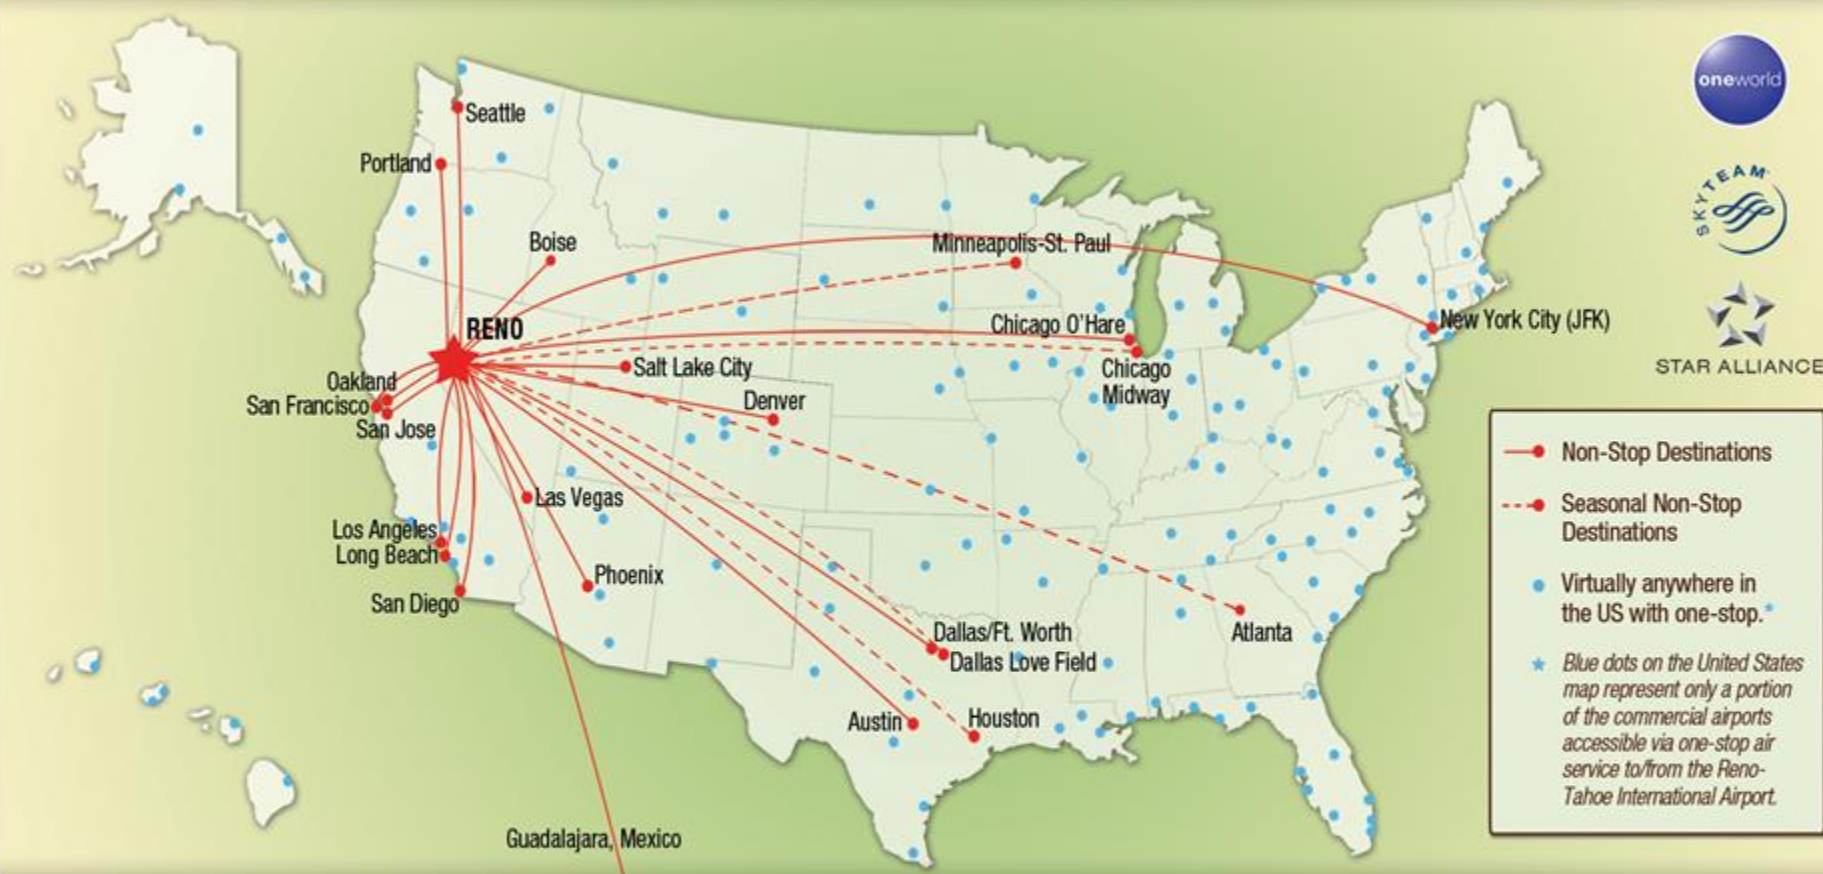 oneworld
SKYTEAM
STAR ALLIANCE
Seattle
Portland
Boise
Minneapolis-St. Paul
RENO
Chicago O'Hare
New York City (JFK)
Salt Lake City
Chicago
Midway
Oakland
San Francisco
San Jose
Denver
Las Vegas
Los Angeles
Long Beach
Phoenix
San Diego
Dallas/Ft. Worth
Dallas Love Field
Atlanta
Austin
Houston
Guadalajara, Mexico
Non-Stop Destinations
Seasonal Non-Stop
Destinations
Virtually anywhere in
the US with one-stop.*
* Blue dots on the United States
map represent only a portion
of the commercial airports
accessible via one-stop air
service to/from the Reno-
Tahoe International Airport.